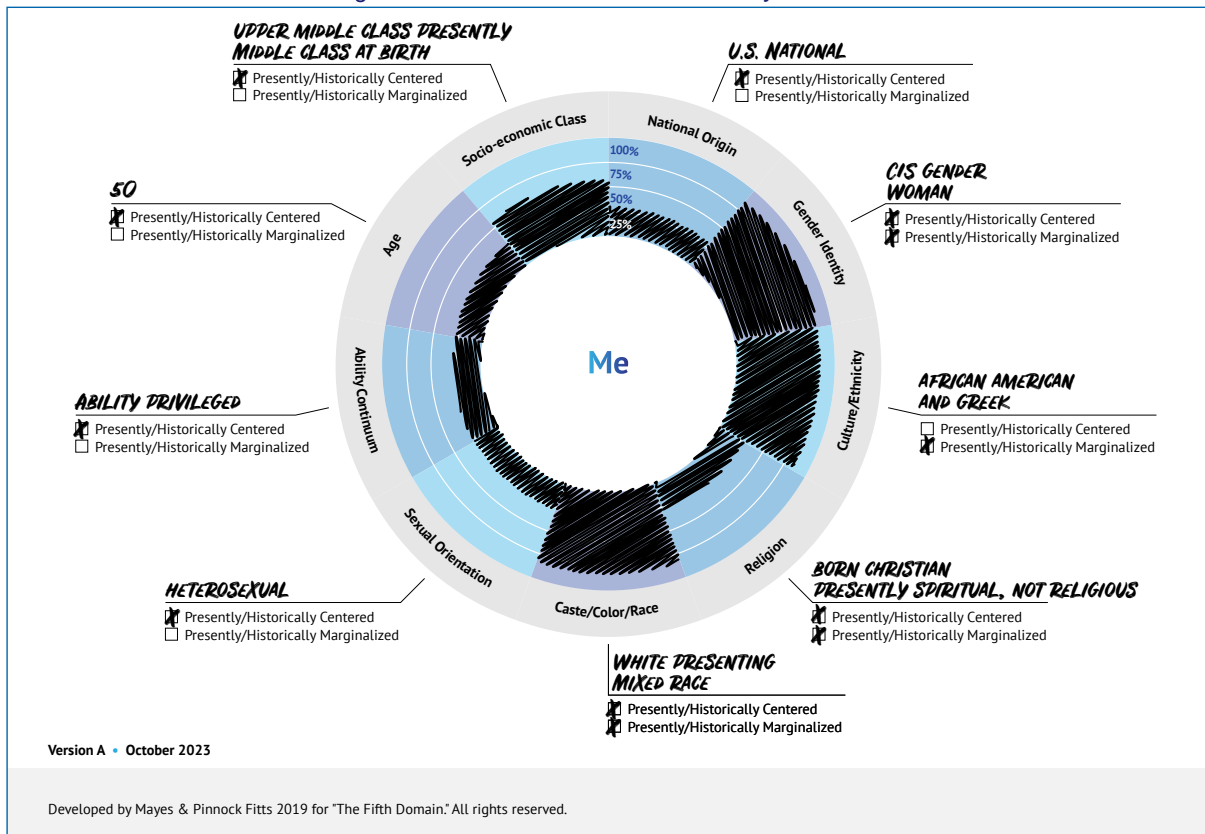 UPPER MIDDLE CLASS PRESENTLY
MIDDLE CLASS AT BIRTH
Presently/Historically Centered
Presently/Historically Marginalized
U.S. NATIONAL
Presently/Historically Centered
Presently/Historically Marginalized
CIS GENDER
WOMAN
Presently/Historically Centered
Presently/Historically Marginalized
50
Presently/Historically Centered
Presently/Historically Marginalized
AFRICAN AMERICAN
AND GREEK
Presently/Historically Centered
Presently/Historically Marginalized
ABILITY PRIVILEGED
Presently/Historically Centered
Presently/Historically Marginalized
BORN CHRISTIAN
PRESENTLY SPIRITUAL, NOT RELIGIOUS
Presently/Historically Centered
Presently/Historically Marginalized
HETEROSEXUAL
Presently/Historically Centered
Presently/Historically Marginalized
WHITE PRESENTING
MIXED RACE
Presently/Historically Centered
Presently/Historically Marginalized
Socio-economic Class
National Origin
Gender Identity
Culture/Ethnicity
Religion
Caste/Color/Race
Sexual Orientation
Ability Continuum
Age
100%
75%
50%
25%
Me
Version A • October 2023
Developed by Mayes & Pinnock Fitts 2019 for "The Fifth Domain." All rights reserved.